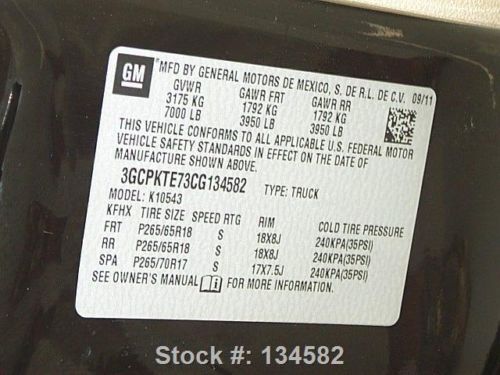 GM MFD BY GENERAL MOTORS DE MEXICO, S. DE R.L. DE C.V. 09/11
GVWR GAWR FRT GAWR RR
3175 KG 1792 KG 1792 KG
7000 LB 3950 LB 3950 LB
THIS VEHICLE CONFORMS TO ALL APPLICABLE U.S. FEDERAL MOTOR
VEHICLE SAFETY STANDARDS IN EFFECT ON THE DATE OF
MANUFACTURE SHOWN ABOVE.
3GCPKTE73CG134582 TYPE: TRUCK
MODEL: K10543
KFHX TIRE SIZE SPEED RTG RIM COLD TIRE PRESSURE
FRT P265/65R18 S 18X8J 240KPA(35PSI)
RR P265/65R18 S 18X8J 240KPA(35PSI)
SPA P265/70R17 S 17X7.5J 240KPA(35PSI)
SEE OWNER'S MANUAL FOR MORE INFORMATION.
Stock #: 134582